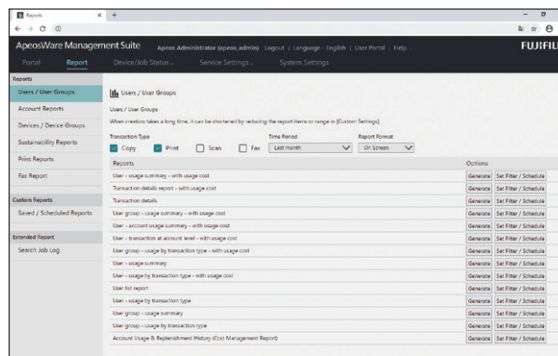 Reports
ApeosWare Management Suite
Apeos Administrator (apeos_admin) Logout | Language - English | User Portal | Help
FUJIFILM
Portal
Report
Device/Job Status
Service Settings
System Settings
Reports
Users / User Groups
Account Reports
Devices / Device Groups
Sustainability Reports
Print Reports
Fax Report
Custom Reports
Saved / Scheduled Reports
Extended Report
Search Job Log
Users / User Groups
Users / User Groups
When creation takes a long time, it can be shortened by reducing the report items or range in [Custom Settings].
Transaction Type
Time Period
Report Format
Copy
Print
Scan
Fax
Last month
On Screen
Reports Options
User - usage summary - with usage cost Generate Set Filter / Schedule
Transaction details report - with usage cost Generate Set Filter / Schedule
Transaction details Generate Set Filter / Schedule
User group - usage summary - with usage cost Generate Set Filter / Schedule
User - account usage summary - with usage cost Generate Set Filter / Schedule
User - transaction at account level - with usage cost Generate Set Filter / Schedule
User group - usage by transaction type - with usage cost Generate Set Filter / Schedule
User - usage summary Generate Set Filter / Schedule
User - usage by transaction type - with usage cost Generate Set Filter / Schedule
User list report Generate Set Filter / Schedule
User - usage by transaction type Generate Set Filter / Schedule
User group - usage summary Generate Set Filter / Schedule
User group - usage by transaction type Generate Set Filter / Schedule
Account Usage & Replenishment History (Cost Management Report) Generate Set Filter / Schedule